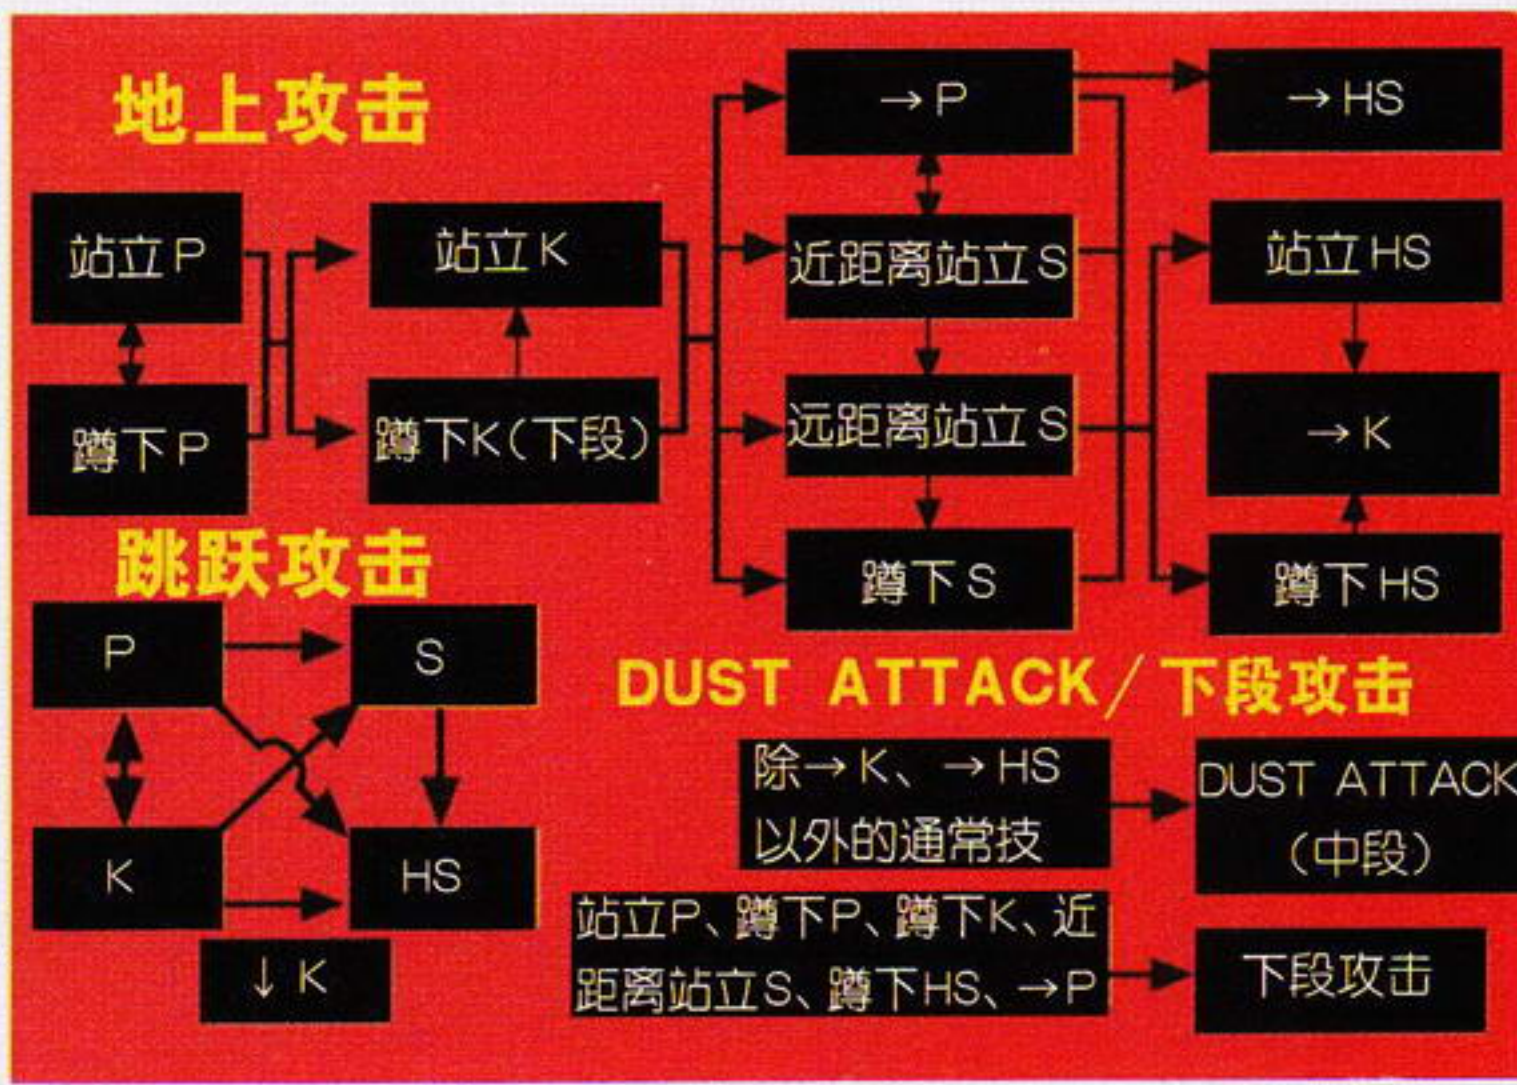 地上攻击
站立P
蹲下P
站立K
蹲下K(下段)
→P
近距离站立S
远距离站立S
蹲下S
→HS
站立HS
→K
蹲下HS
跳跃攻击
P
S
K
HS
↓K
DUST ATTACK/下段攻击
除→K、→HS
以外的通常技
DUST ATTACK
(中段)
站立P、蹲下P、蹲下K、近
距离站立S、蹲下HS、→P
下段攻击